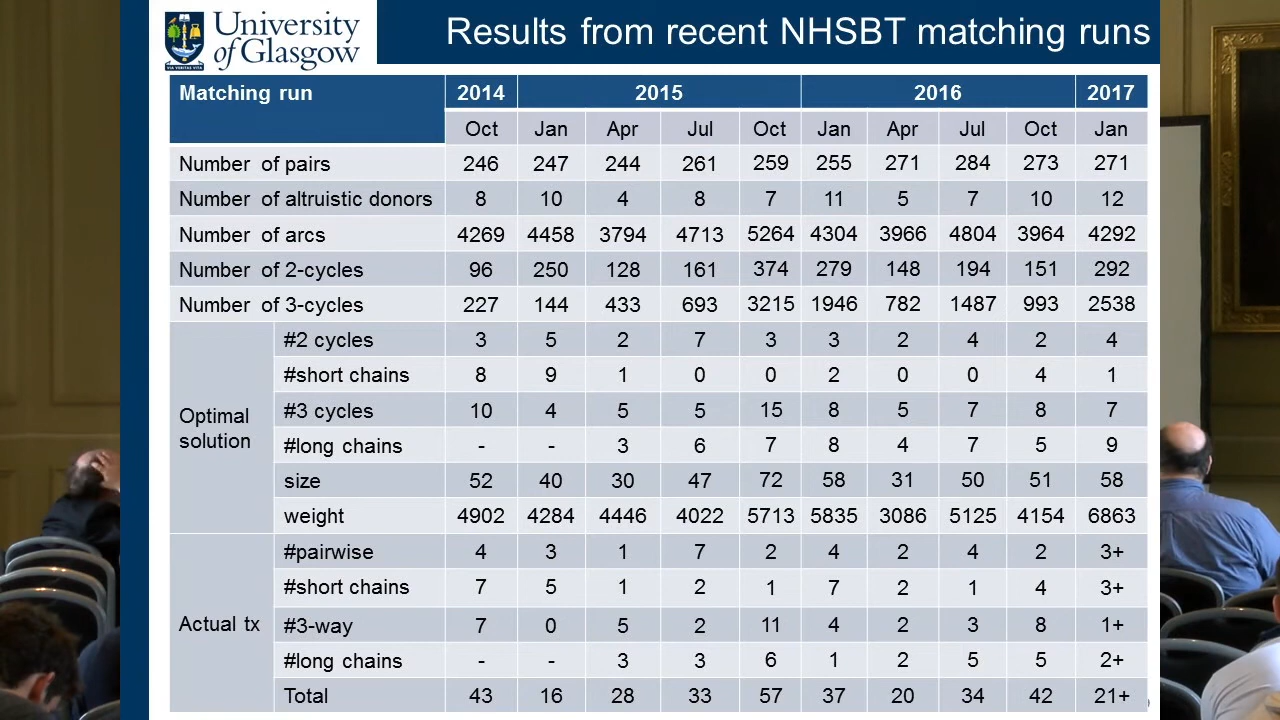 University of Glasgow
VIA VERITAS VITA
Results from recent NHSBT matching runs
Matching run 2014 2015 2016 2017
Oct Jan Apr Jul Oct Jan Apr Jul Oct Jan
Number of pairs 246 247 244 261 259 255 271 284 273 271
Number of altruistic donors 8 10 4 8 7 11 5 7 10 12
Number of arcs 4269 4458 3794 4713 5264 4304 3966 4804 3964 4292
Number of 2-cycles 96 250 128 161 374 279 148 194 151 292
Number of 3-cycles 227 144 433 693 3215 1946 782 1487 993 2538
Optimal solution
#2 cycles 3 5 2 7 3 3 2 4 2 4
#short chains 8 9 1 0 0 2 0 0 4 1
#3 cycles 10 4 5 5 15 8 5 7 8 7
#long chains - - 3 6 7 8 4 7 5 9
size 52 40 30 47 72 58 31 50 51 58
weight 4902 4284 4446 4022 5713 5835 3086 5125 4154 6863
Actual tx
#pairwise 4 3 1 7 2 4 2 4 2 3+
#short chains 7 5 1 2 1 7 2 1 4 3+
#3-way 7 0 5 2 11 4 2 3 8 1+
#long chains - - 3 3 6 1 2 5 5 2+
Total 43 16 28 33 57 37 20 34 42 21+